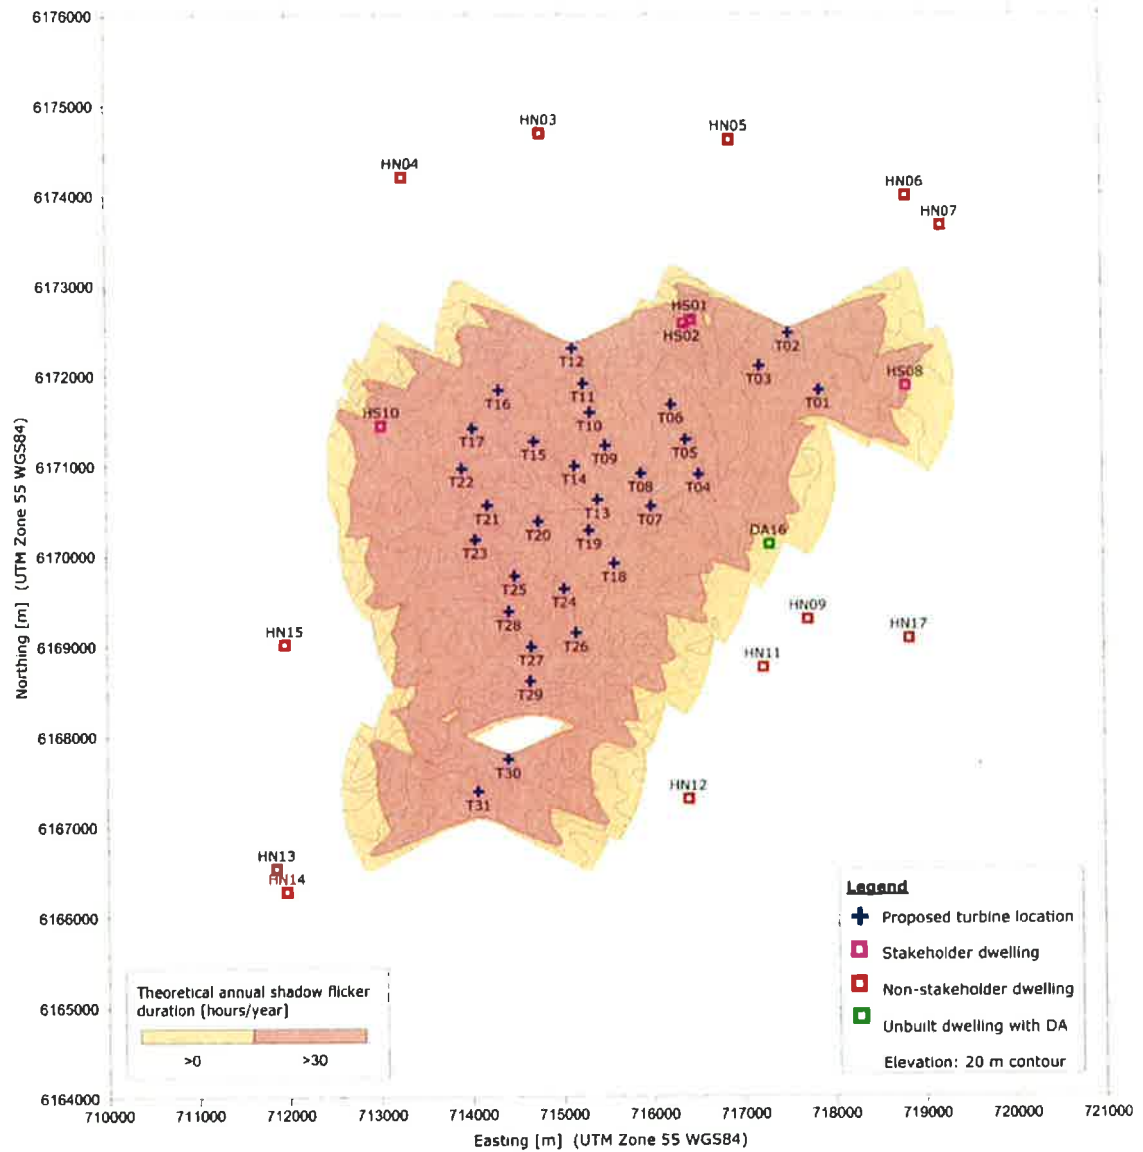 6176000
6175000
6174000
6173000
6172000
6171000
6170000
6169000
6168000
6167000
6166000
6165000
6164000
Northing [m] (UTM Zone 55 WGS84)
HN03
HN05
HN04
HN06
HN07
HS01
HS02
T02
T12
T03
HS08
T11
T01
T16
T06
HS10
T10
T17
T05
T15
T09
T14
T22
T08
T04
T13
T21
T07
T20
DA16
T19
T23
T18
T25
T24
HN09
T28
HN15
T26
HN17
T27
HN11
T29
T30
HN12
T31
HN13
HN14
Legend
Proposed turbine location
Stakeholder dwelling
Non-stakeholder dwelling
Unbuilt dwelling with DA
Elevation: 20 m contour
Theoretical annual shadow flicker
duration [hours/year]
>0 >30
710000 711000 712000 713000 714000 715000 716000 717000 718000 719000 720000 721000
Easting [m] (UTM Zone 55 WGS84)